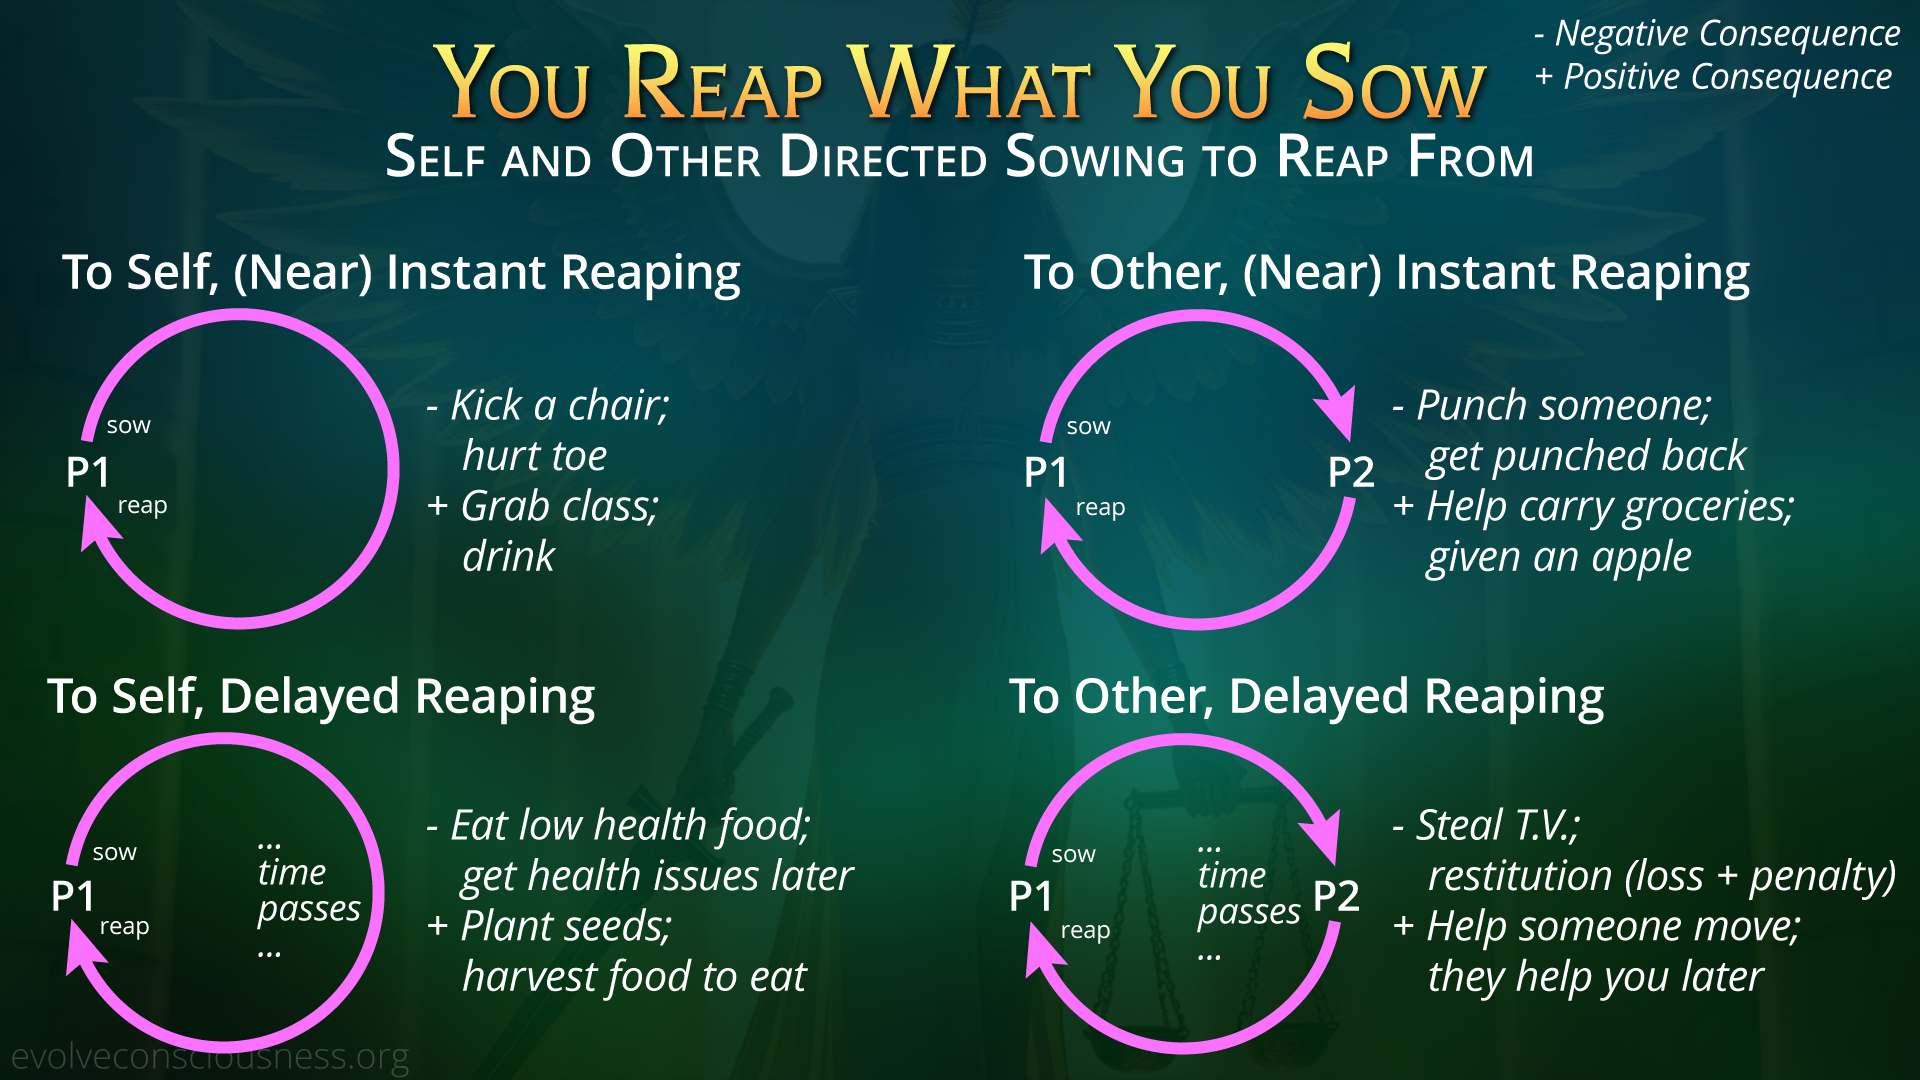 - Negative Consequence
+ Positive Consequence
You Reap What You Sow
Self and Other Directed Sowing to Reap From
To Self, (Near) Instant Reaping
sow
P1
reap
- Kick a chair;
hurt toe
+ Grab class;
drink
To Other, (Near) Instant Reaping
sow
P1
reap
P2
- Punch someone;
get punched back
+ Help carry groceries;
given an apple
To Self, Delayed Reaping
sow
P1
reap
...
time
passes
...
- Eat low health food;
get health issues later
+ Plant seeds;
harvest food to eat
To Other, Delayed Reaping
sow
P1
reap
...
time
passes
...
P2
- Steal T.V.;
restitution (loss + penalty)
+ Help someone move;
they help you later
evolveconsciousness.org